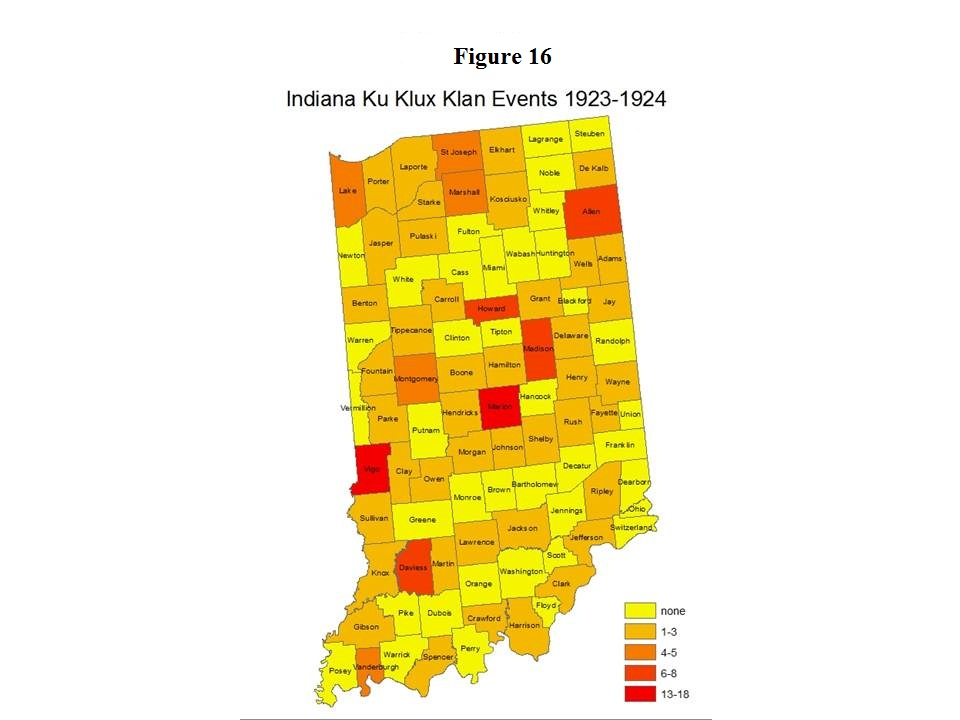 Figure 16
Indiana Ku Klux Klan Events 1923-1924
Lagrange
Steuben
St Joseph
Elkhart
Laporte
Porter
Lake
Noble
De Kalb
Marshall
Starke
Kosciusko
Whitley
Allen
Fulton
Pulaski
Jasper
Newton
Wabash
Huntington
Wells
Adams
Miami
Cass
White
Benton
Carroll
Howard
Grant
Blackford
Jay
Tippecanoe
Warren
Clinton
Tipton
Madison
Delaware
Randolph
Fountain
Montgomery
Boone
Hamilton
Henry
Wayne
Vermillion
Parke
Putnam
Hendricks
Marion
Hancock
Rush
Fayette
Union
Shelby
Johnson
Morgan
Franklin
Vigo
Clay
Owen
Decatur
Dearborn
Monroe
Brown
Bartholomew
Ripley
Ohio
Sullivan
Greene
Jennings
Switzerland
Jackson
Lawrence
Jefferson
Knox
Daviess
Martin
Scott
Washington
Orange
Clark
Floyd
Pike
Dubois
Crawford
Harrison
Gibson
Perry
Warrick
Spencer
Posey
Vanderburgh
none
1-3
4-5
6-8
13-18